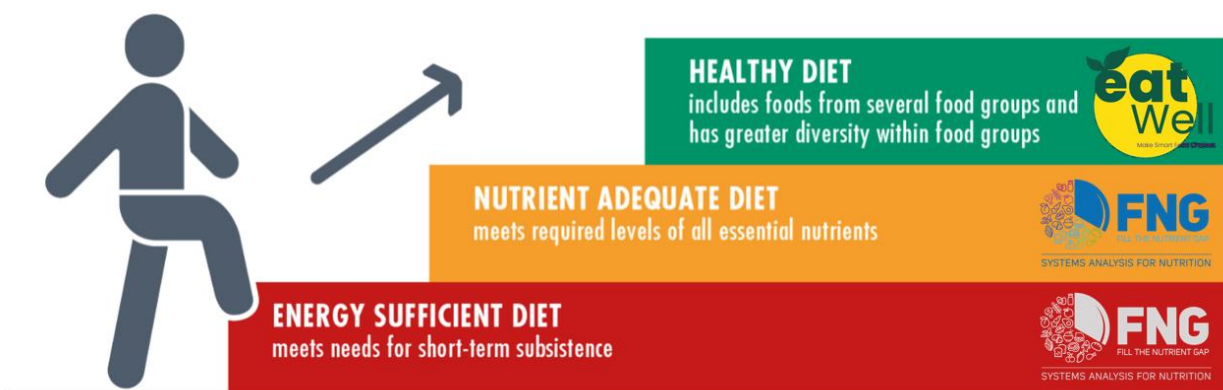 HEALTHY DIET
includes foods from several food groups and
has greater diversity within food groups
eat
Well
NUTRIENT ADEQUATE DIET
meets required levels of all essential nutrients
FNG
FILL THE NUTRIENT GAP
SYSTEMS ANALYSIS FOR NUTRITION
ENERGY SUFFICIENT DIET
meets needs for short-term subsistence
FNG
FILL THE NUTRIENT GAP
SYSTEMS ANALYSIS FOR NUTRITION